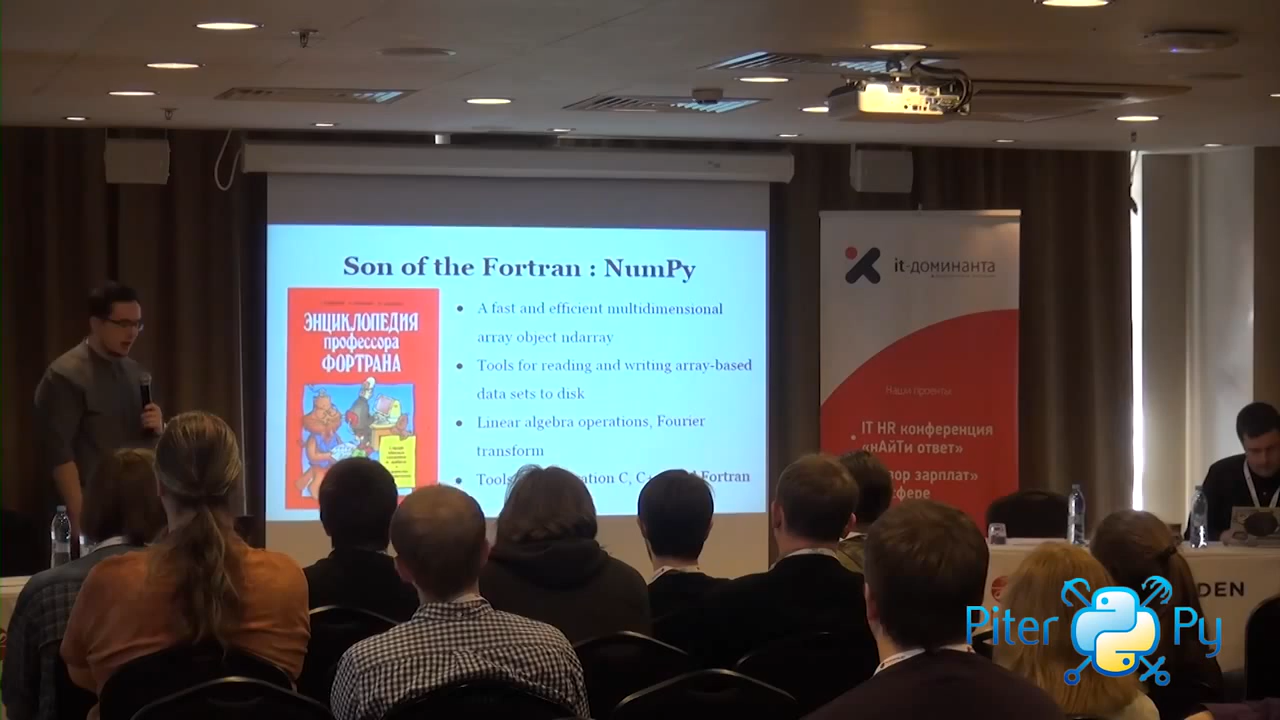 Son of the Fortran : NumPy
ЭНЦИКЛОПЕДИЯ
профессора
ФОРТРАНА
A fast and efficient multidimensional
array object ndarray
Tools for reading and writing array-based
data sets to disk
Linear algebra operations, Fourier
transform
Tools Fortran
it-доминанта
Наши проекты
IT HR конференция
«нАйТи ответ»
зарплат»
DEN
Piter Py